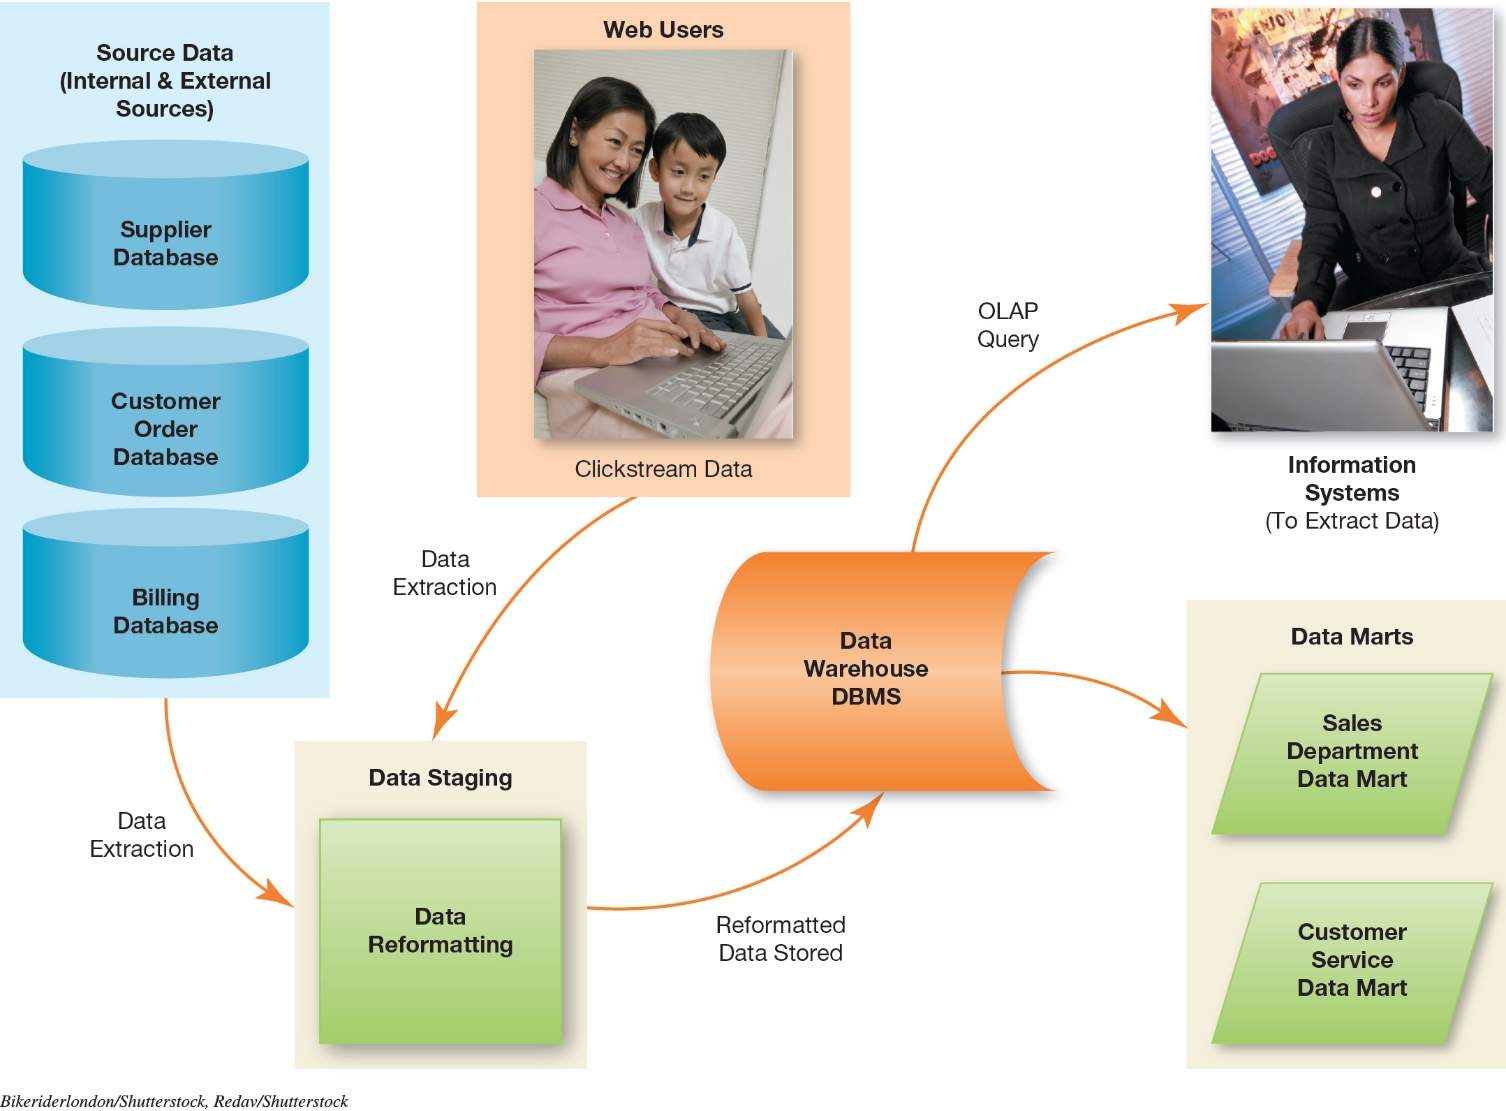 Source Data
(Internal & External
Sources)
Supplier
Database
Customer
Order
Database
Billing
Database
Web Users
Clickstream Data
Data
Extraction
Data
Extraction
Data Staging
Data
Reformatting
Reformatted
Data Stored
Data
Warehouse
DBMS
OLAP
Query
Information
Systems
(To Extract Data)
Data Marts
Sales
Department
Data Mart
Customer
Service
Data Mart
Bikeriderlondon/Shutterstock, Redav/Shutterstock